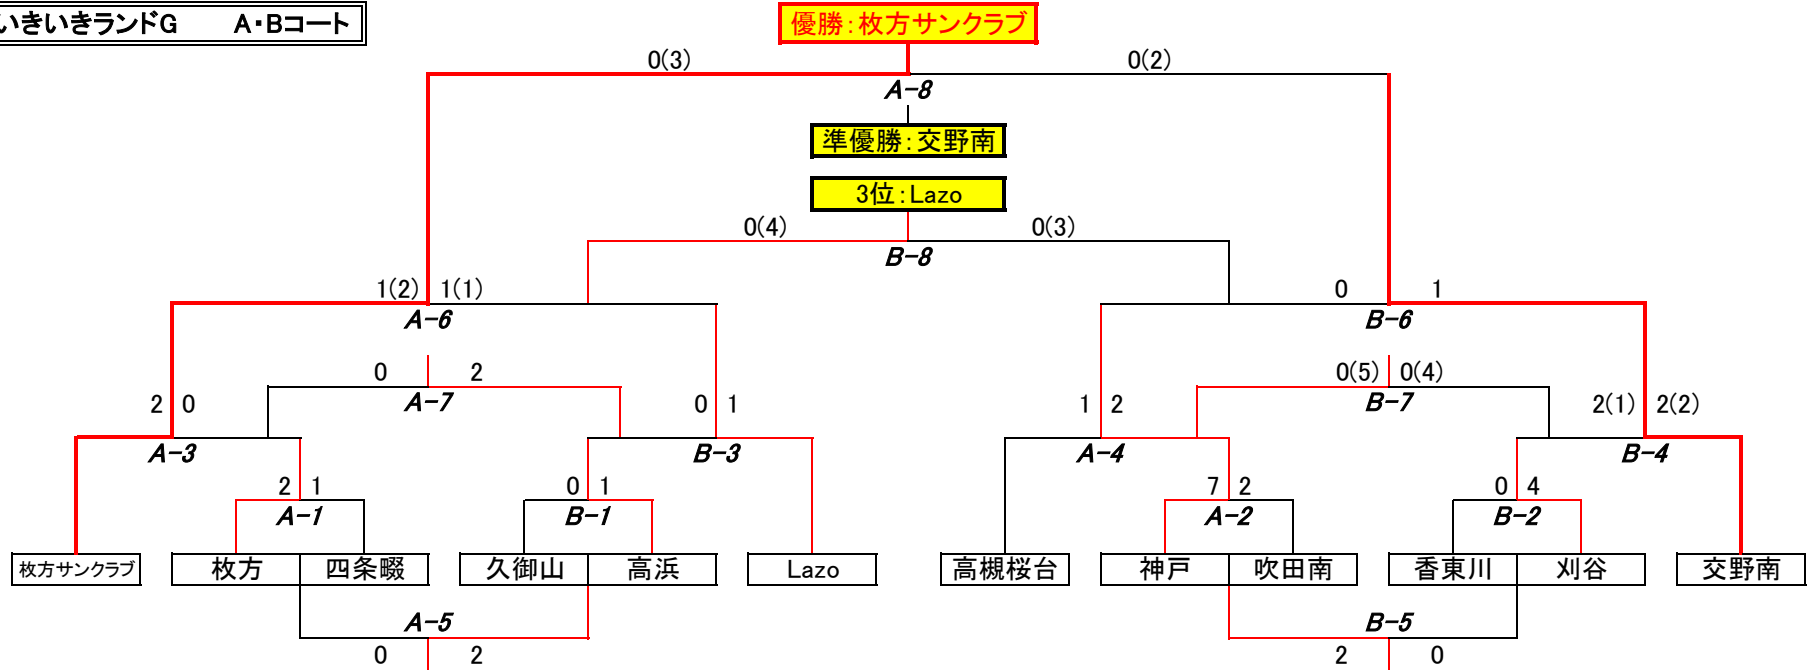 いきいきランドG　　A・Bコート
優勝：枚方サンクラブ
0(3)　0(2)
A-8
準優勝：交野南
3位：Lazo
0(4)　0(3)
B-8
1(2)　1(1)　0　1
A-6　B-6
0　2　0(5)　0(4)
A-7　B-7
2　0　0　1　1　2　2(1)　2(2)
A-3　B-3　A-4　B-4
2　1　0　1　7　2　0　4
A-1　B-1　A-2　B-2
枚方サンクラブ　枚方　四条畷　久御山　高浜　Lazo　高槻桜台　神戸　吹田南　香東川　刈谷　交野南
A-5　B-5
0　2　2　0